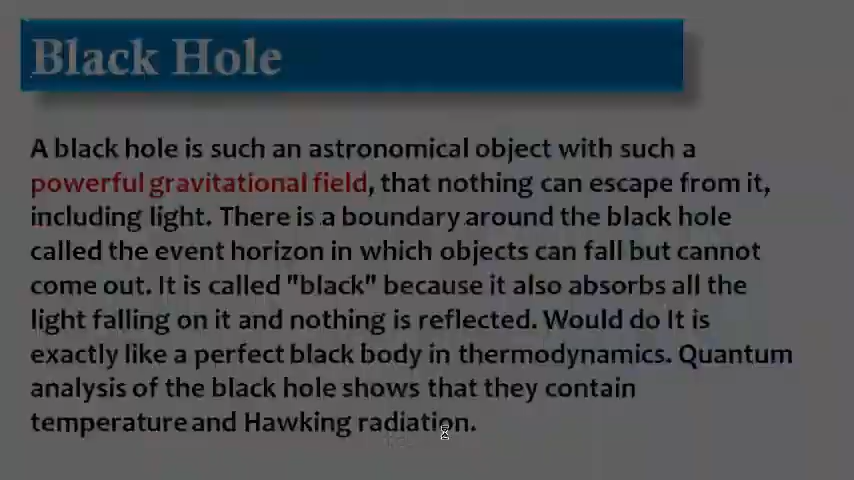 Black Hole
A black hole is such an astronomical object with such a
powerful gravitational field, that nothing can escape from it,
including light. There is a boundary around the black hole
called the event horizon in which objects can fall but cannot
come out. It is called "black" because it also absorbs all the
light falling on it and nothing is reflected. Would do It is
exactly like a perfect black body in thermodynamics. Quantum
analysis of the black hole shows that they contain
temperature and Hawking radiation.